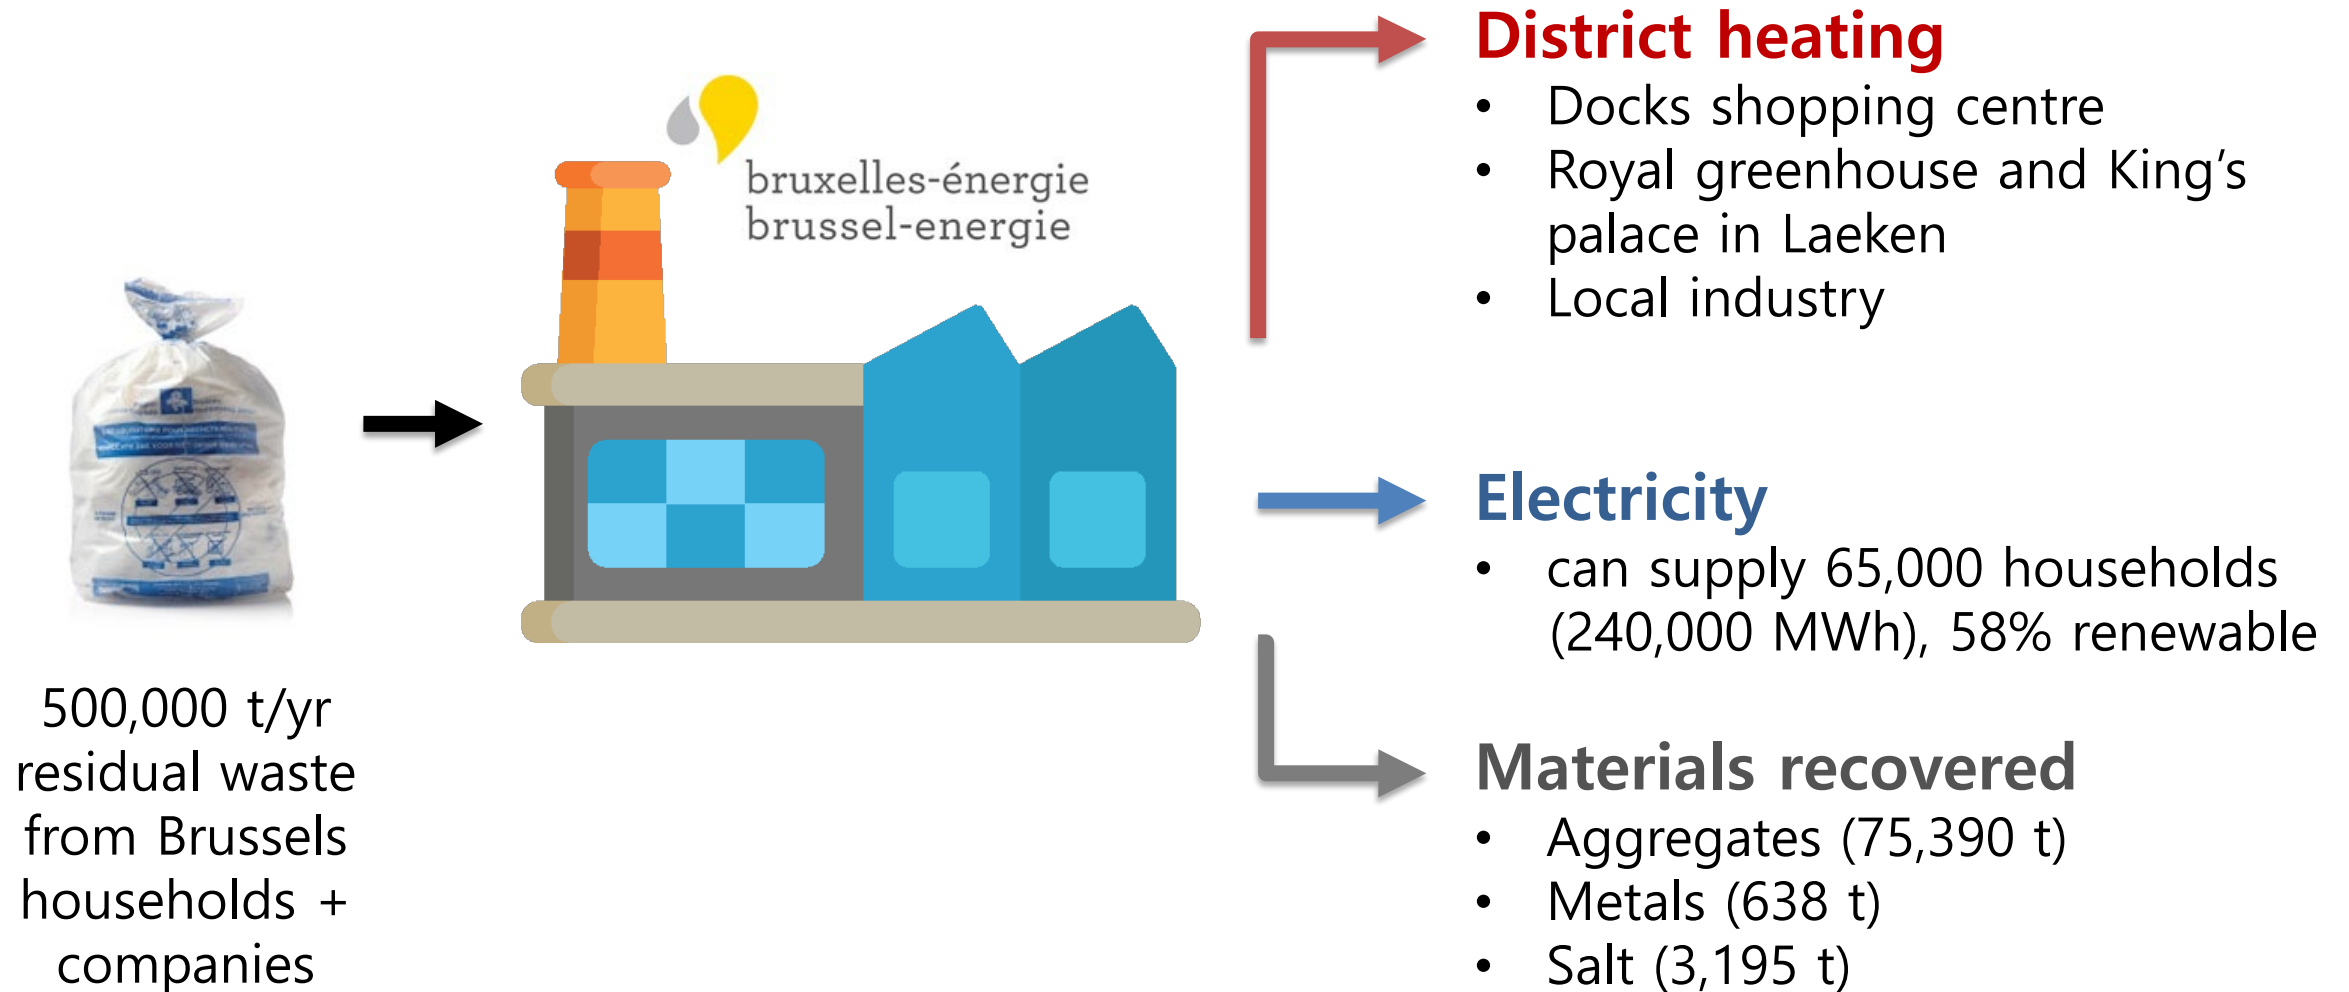 500,000 t/yr
residual waste
from Brussels
households +
companies
bruxelles-énergie
brussel-energie
District heating
• Docks shopping centre
• Royal greenhouse and King’s
palace in Laeken
• Local industry
Electricity
• can supply 65,000 households
(240,000 MWh), 58% renewable
Materials recovered
• Aggregates (75,390 t)
• Metals (638 t)
• Salt (3,195 t)